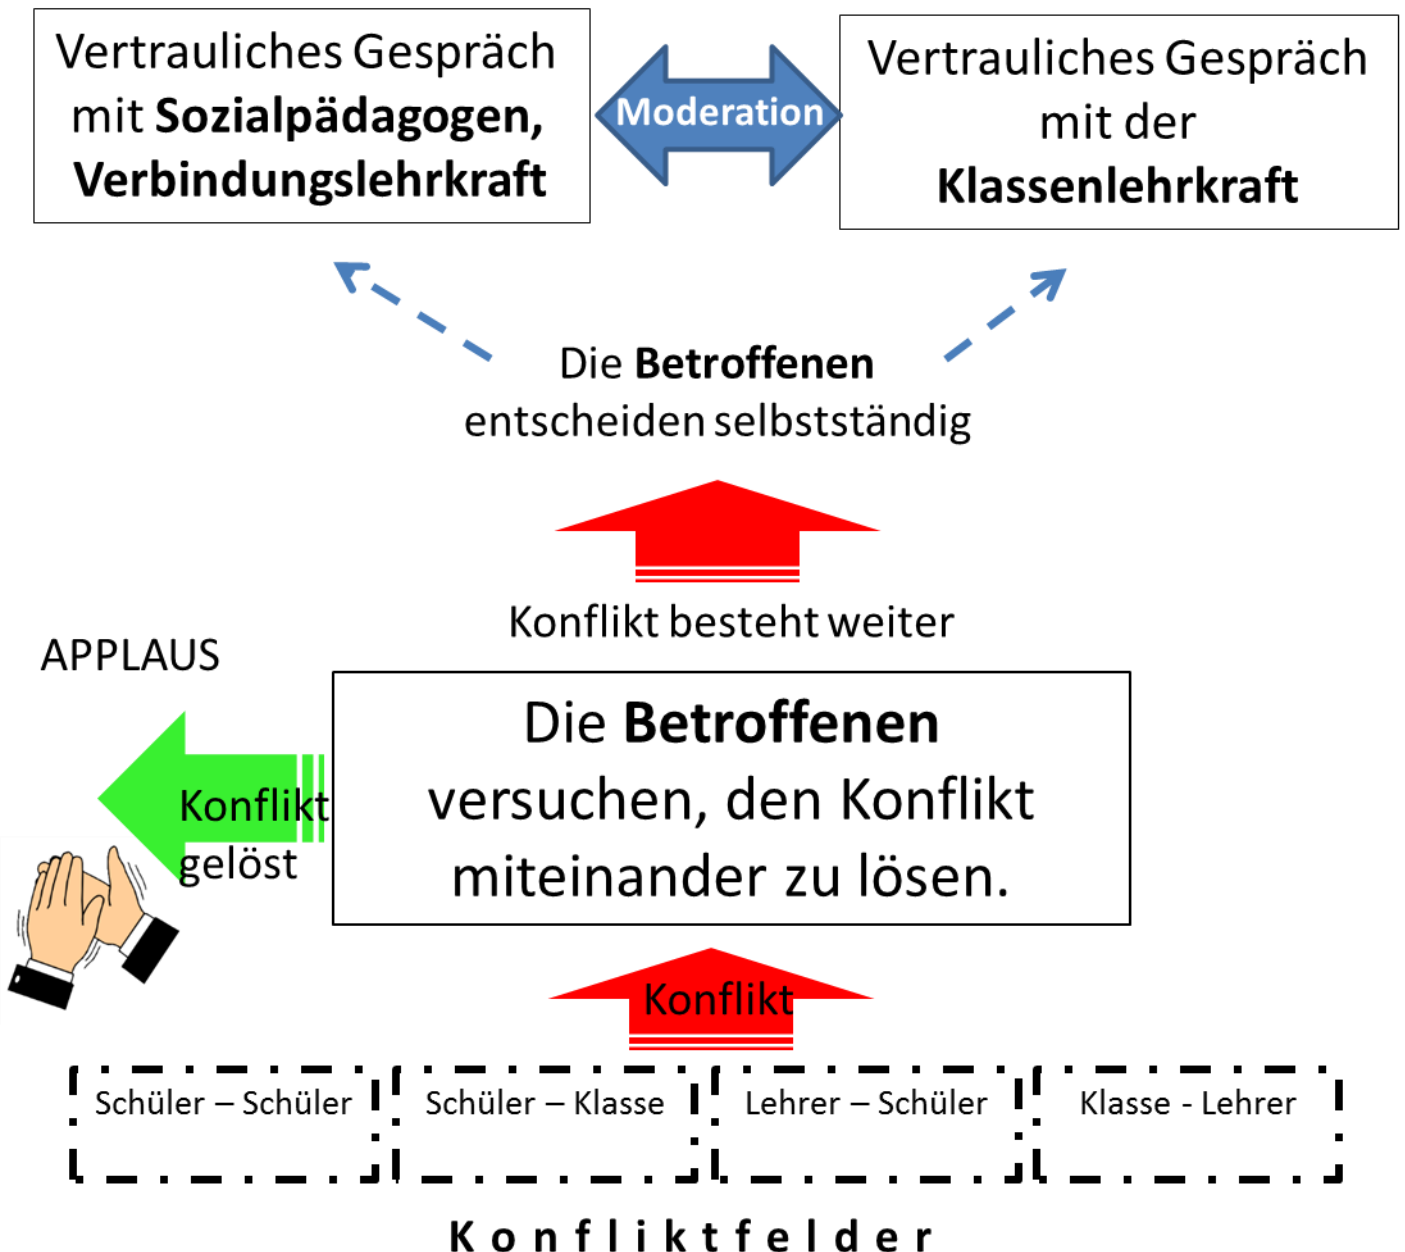 Vertrauliches Gespräch
mit Sozialpädagogen,
Verbindungslehrkraft
Moderation
Vertrauliches Gespräch
mit der
Klassenlehrkraft
Die Betroffenen
entscheiden selbstständig
Konflikt besteht weiter
APPLAUS
Konflikt
gelöst
Die Betroffenen
versuchen, den Konflikt
miteinander zu lösen.
Konflikt
Schüler – Schüler
Schüler – Klasse
Lehrer – Schüler
Klasse - Lehrer
Konfliktfelder